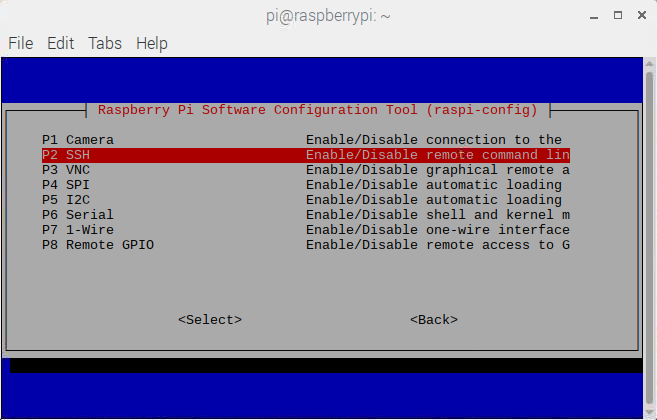 pi@raspberrypi: ~
File Edit Tabs Help
Raspberry Pi Software Configuration Tool (raspi-config)
P1 Camera Enable/Disable connection to the
P2 SSH Enable/Disable remote command lin
P3 VNC Enable/Disable graphical remote a
P4 SPI Enable/Disable automatic loading
P5 I2C Enable/Disable automatic loading
P6 Serial Enable/Disable shell and kernel m
P7 1-Wire Enable/Disable one-wire interface
P8 Remote GPIO Enable/Disable remote access to G
<Select> <Back>